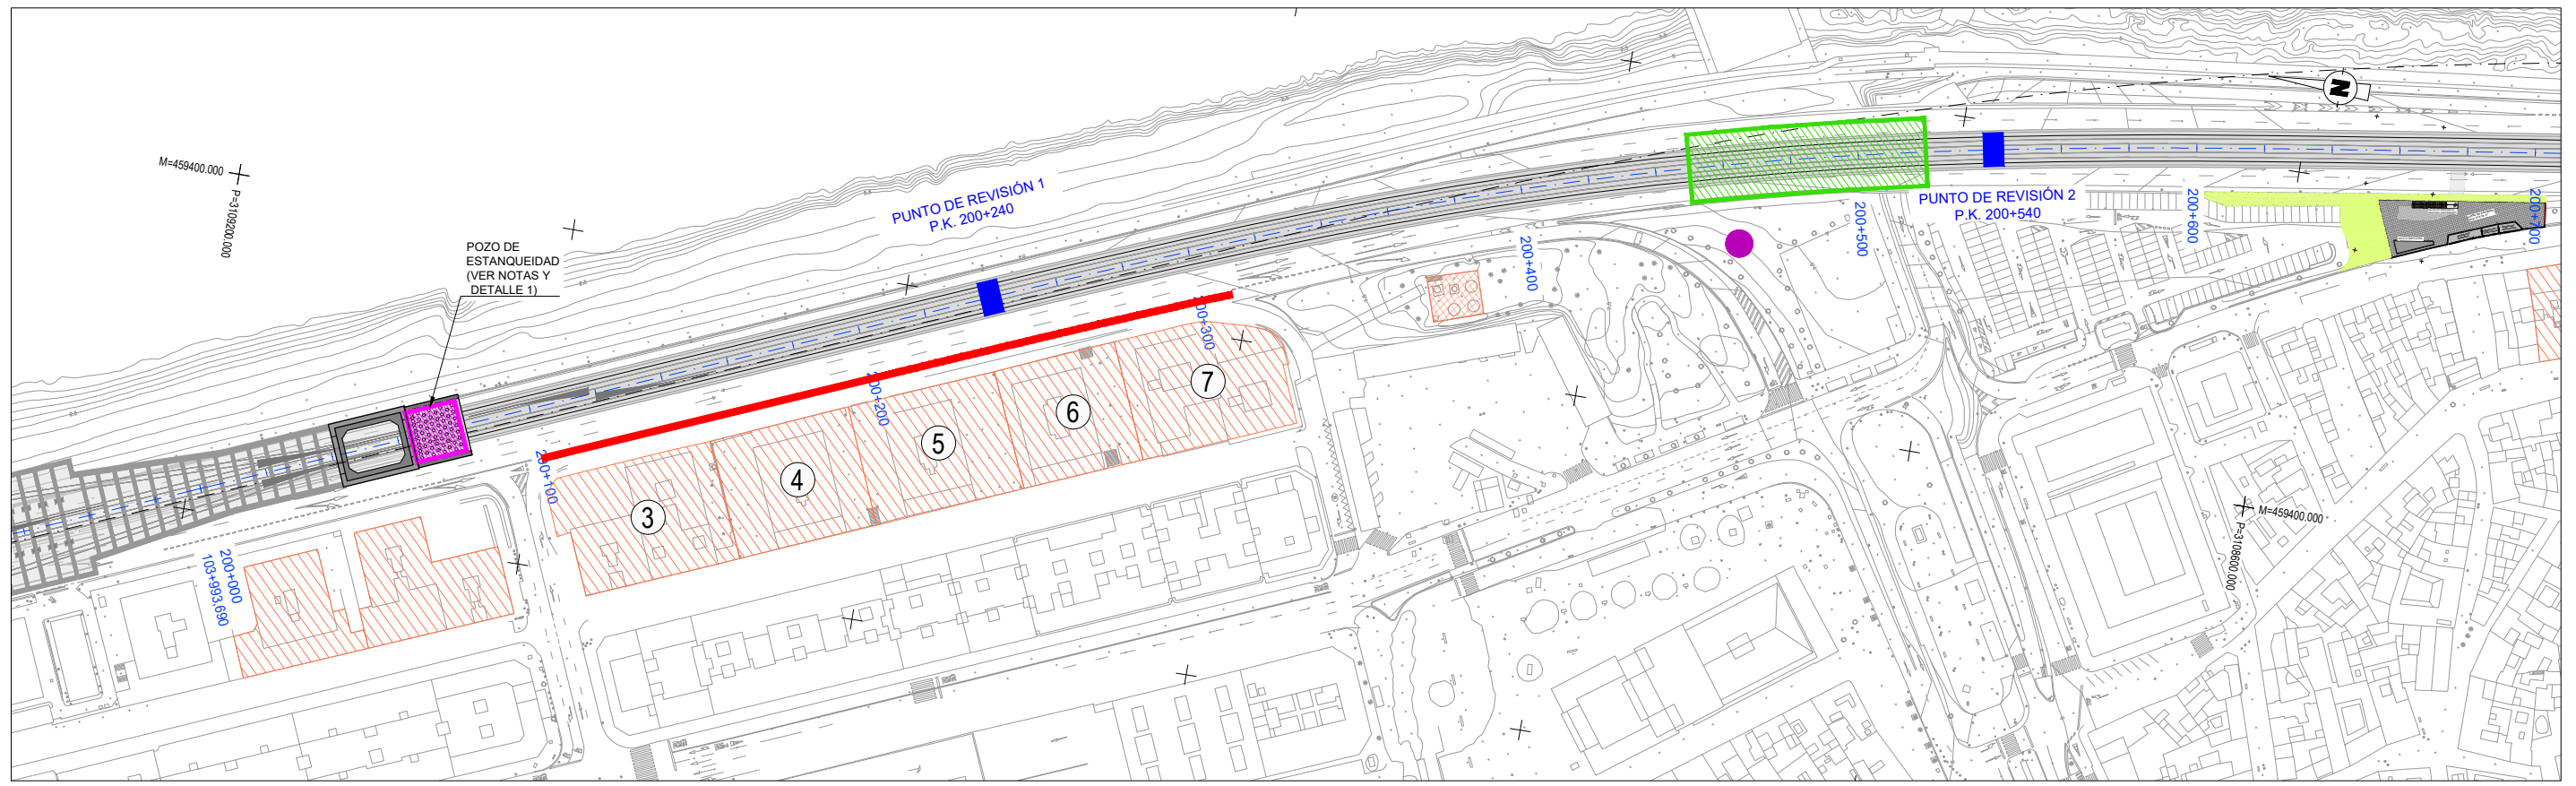 M=459400.000
P=3109200.000
POZO DE
ESTANQUEIDAD
(VER NOTAS Y
DETALLE 1)
PUNTO DE REVISIÓN 1
P.K. 200+240
N
PUNTO DE REVISIÓN 2
P.K. 200+540
200+000
103+993,690
200+100
200+200
00+300
200+400
200+500
200+600
200+700
3
4
5
6
7
M=459400.000
P=3108600.000